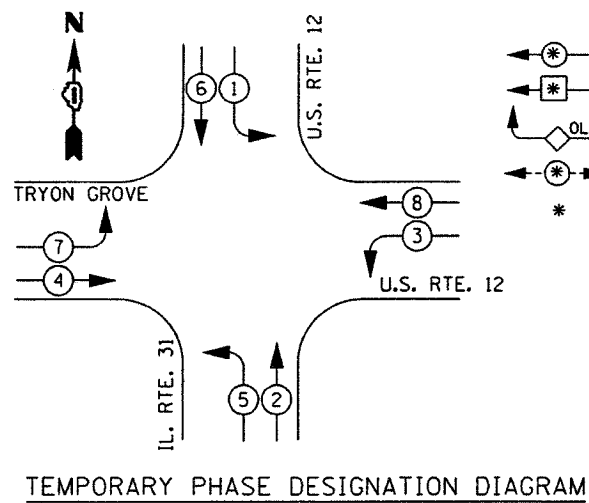 N
U.S. RTE. 12
6
1
TRYON GROVE
8
3
7
4
U.S. RTE. 12
IL. RTE. 31
5
2
*
*
OL
*
*
TEMPORARY PHASE DESIGNATION DIAGRAM